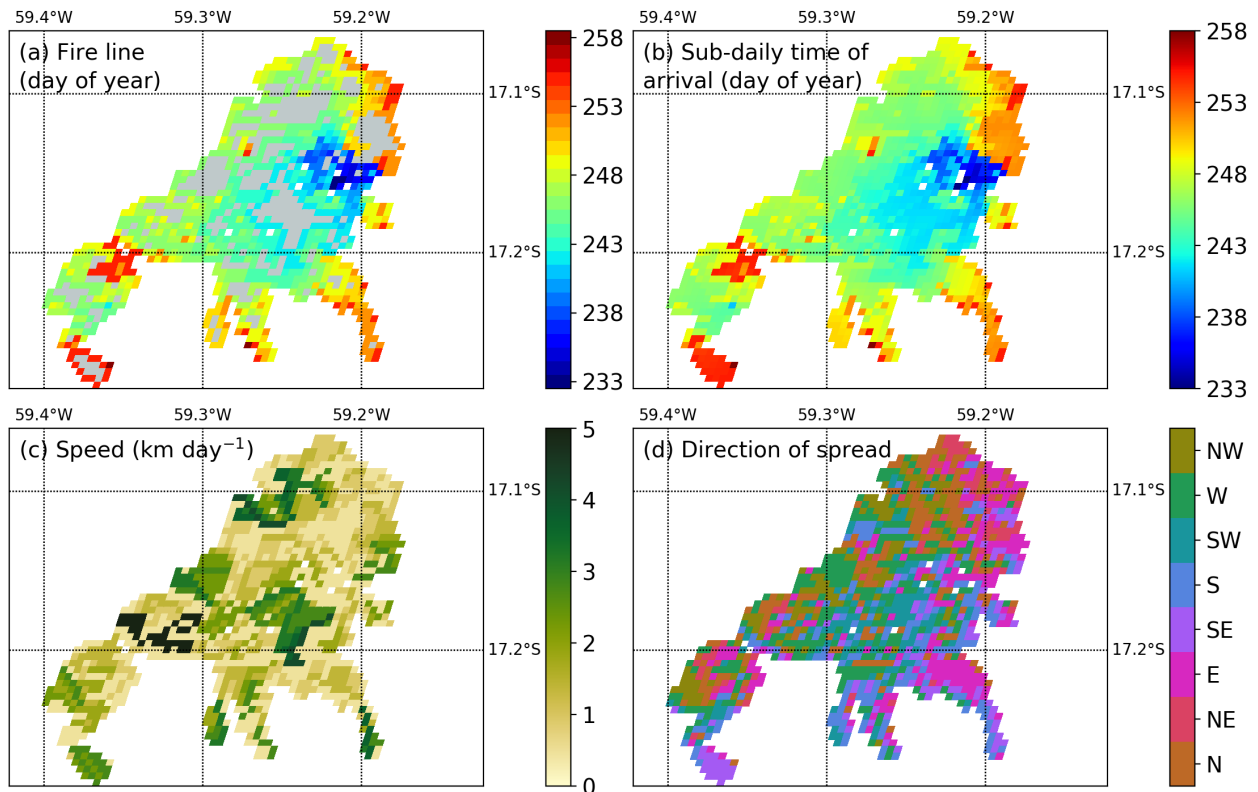 59.4°W 59.3°W 59.2°W
59.4°W 59.3°W 59.2°W
(a) Fire line
(day of year)
17.1°S
17.2°S
258
253
248
243
238
233
(b) Sub-daily time of
arrival (day of year)
17.1°S
17.2°S
258
253
248
243
238
233
59.4°W 59.3°W 59.2°W
59.4°W 59.3°W 59.2°W
(c) Speed (km day⁻¹)
17.1°S
17.2°S
5
4
3
2
1
0
(d) Direction of spread
17.1°S
17.2°S
NW
W
SW
S
SE
E
NE
N